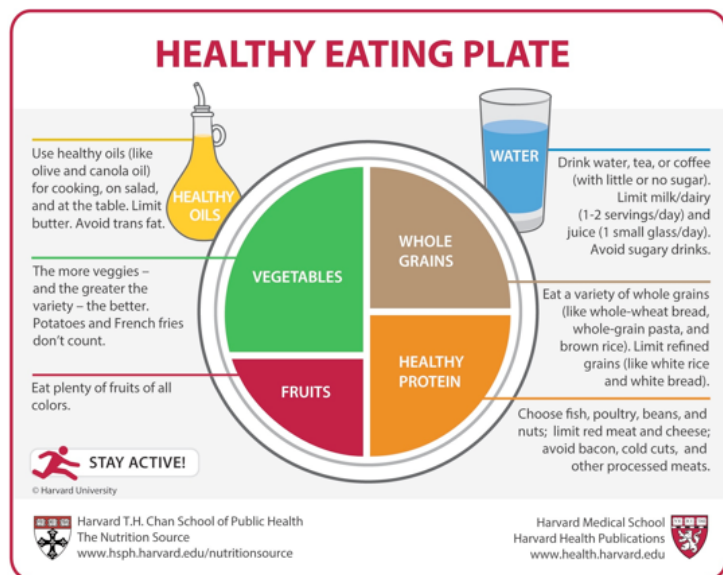 HEALTHY EATING PLATE
Use healthy oils (like
olive and canola oil)
for cooking, on salad,
and at the table. Limit
butter. Avoid trans fat.
HEALTHY
OILS
The more veggies –
and the greater the
variety – the better.
Potatoes and French fries
don’t count.
Eat plenty of fruits of all
colors.
VEGETABLES
FRUITS
WHOLE
GRAINS
HEALTHY
PROTEIN
WATER
Drink water, tea, or coffee
(with little or no sugar).
Limit milk/dairy
(1-2 servings/day) and
juice (1 small glass/day).
Avoid sugary drinks.
Eat a variety of whole grains
(like whole-wheat bread,
whole-grain pasta, and
brown rice). Limit refined
grains (like white rice
and white bread).
Choose fish, poultry, beans, and
nuts; limit red meat and cheese;
avoid bacon, cold cuts, and
other processed meats.
STAY ACTIVE!
© Harvard University
Harvard T.H. Chan School of Public Health
The Nutrition Source
www.hsph.harvard.edu/nutritionsource
Harvard Medical School
Harvard Health Publications
www.health.harvard.edu